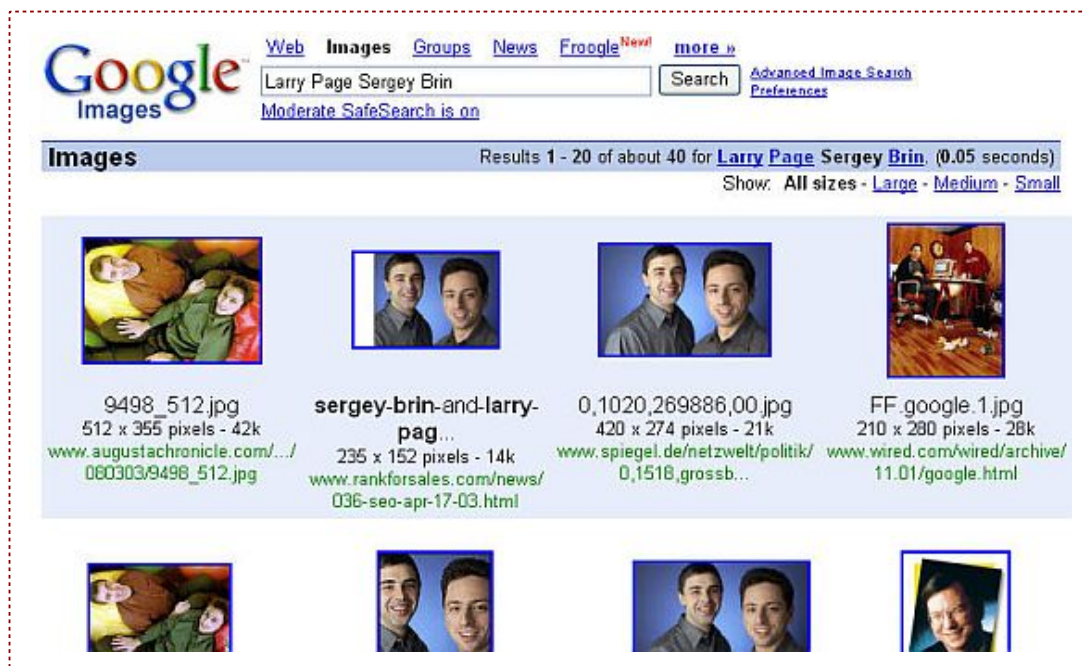 Google
Images
Web Images Groups News Froogle New! more »
Larry Page Sergey Brin Search Advanced Image Search
Preferences
Moderate SafeSearch is on
Images Results 1 - 20 of about 40 for Larry Page Sergey Brin. (0.05 seconds)
Show: All sizes - Large - Medium - Small
9498_512.jpg
512 x 355 pixels - 42k
www.augustachronicle.com/.../
080303/9498_512.jpg
sergey-brin-and-larry-
pag...
235 x 152 pixels - 14k
www.rankforsales.com/news/
036-seo-apr-17-03.html
0,1020,269886,00.jpg
420 x 274 pixels - 21k
www.spiegel.de/netzwelt/politik/
0,1518,grossb...
FF.google.1.jpg
210 x 280 pixels - 28k
www.wired.com/wired/archive/
11.01/google.html